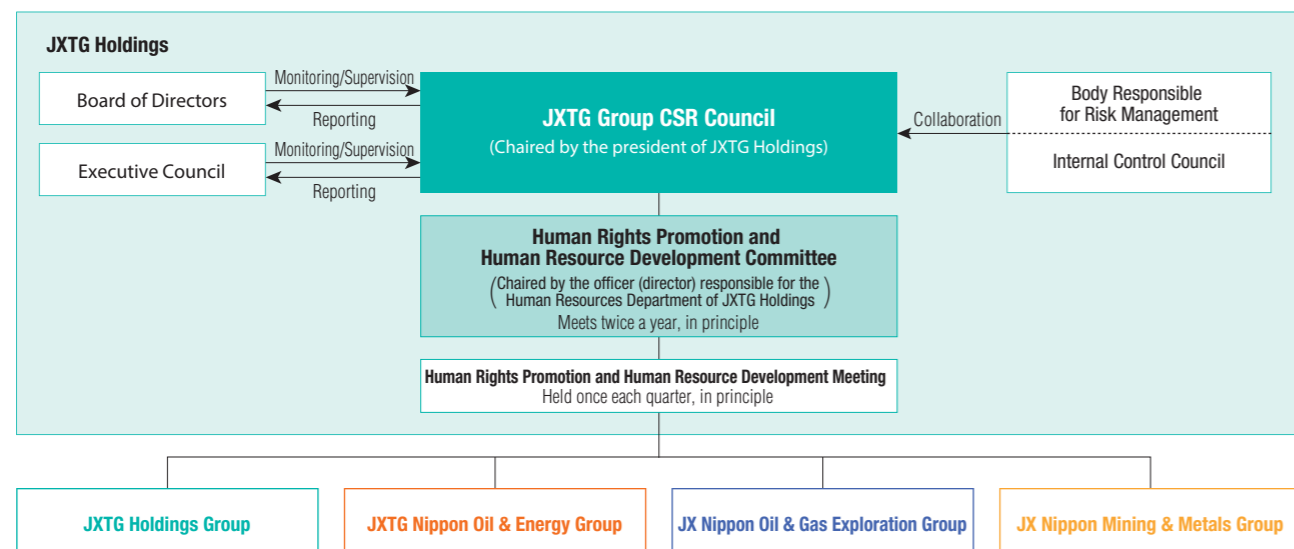 JXTG Holdings
Board of Directors
Monitoring/Supervision
Reporting
Executive Council
Monitoring/Supervision
Reporting
JXTG Group CSR Council
(Chaired by the president of JXTG Holdings)
Collaboration
Body Responsible
for Risk Management
Internal Control Council
Human Rights Promotion and
Human Resource Development Committee
(Chaired by the officer (director) responsible for the
Human Resources Department of JXTG Holdings)
Meets twice a year, in principle
Human Rights Promotion and Human Resource Development Meeting
Held once each quarter, in principle
JXTG Holdings Group
JXTG Nippon Oil & Energy Group
JX Nippon Oil & Gas Exploration Group
JX Nippon Mining & Metals Group